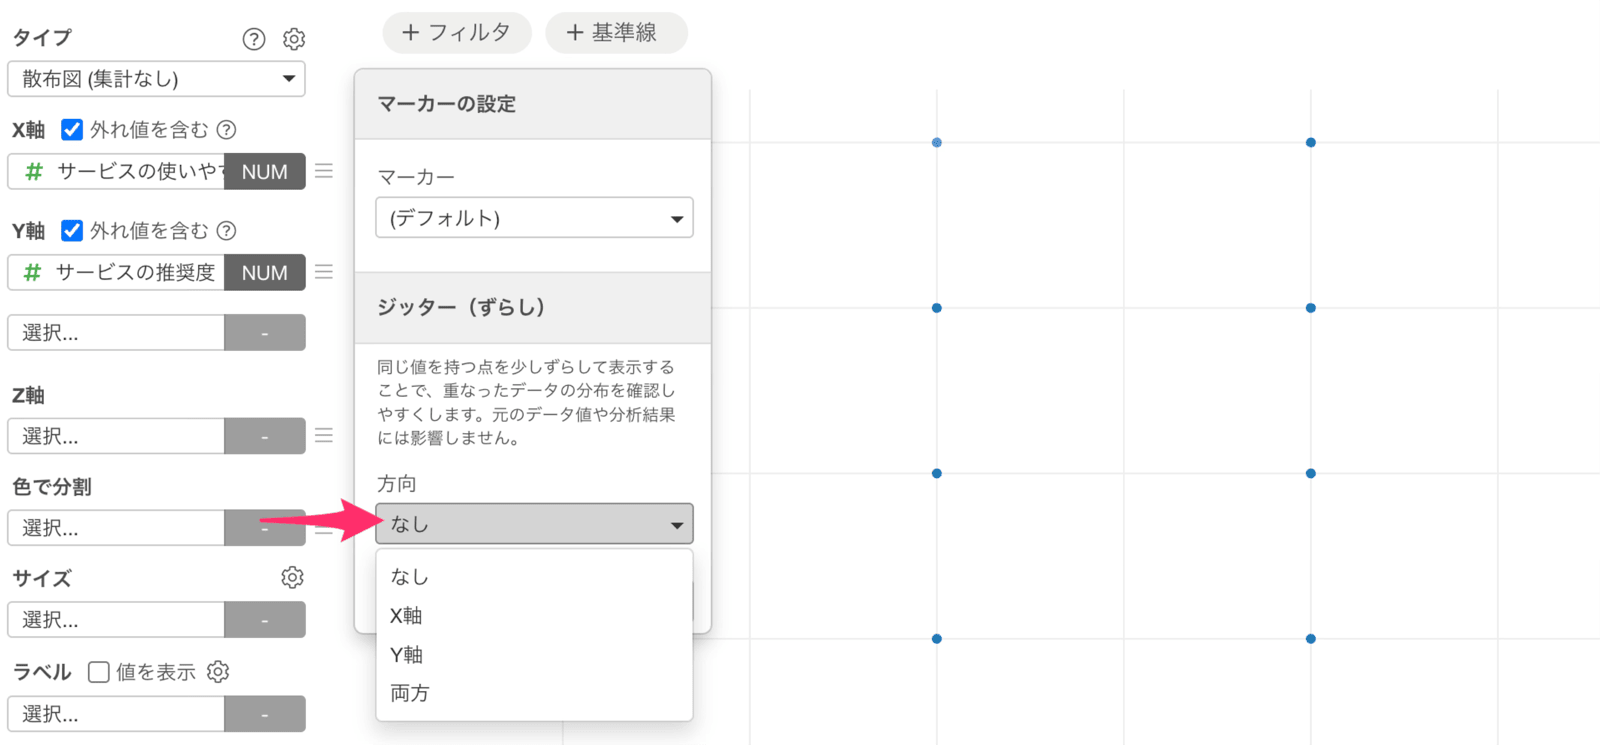 タイプ
散布図 (集計なし)
X軸 外れ値を含む
# サービスの使いや NUM
Y軸 外れ値を含む
# サービスの推奨度 NUM
選択... -
Z軸
選択... -
色で分割
選択... -
サイズ
選択... -
ラベル 値を表示
選択... -
+ フィルタ
+ 基準線
マーカーの設定
マーカー
(デフォルト)
ジッター（ずらし）
同じ値を持つ点を少しずらして表示する
ことで、重なったデータの分布を確認し
やすくします。元のデータ値や分析結果
には影響しません。
方向
なし
なし
X軸
Y軸
両方